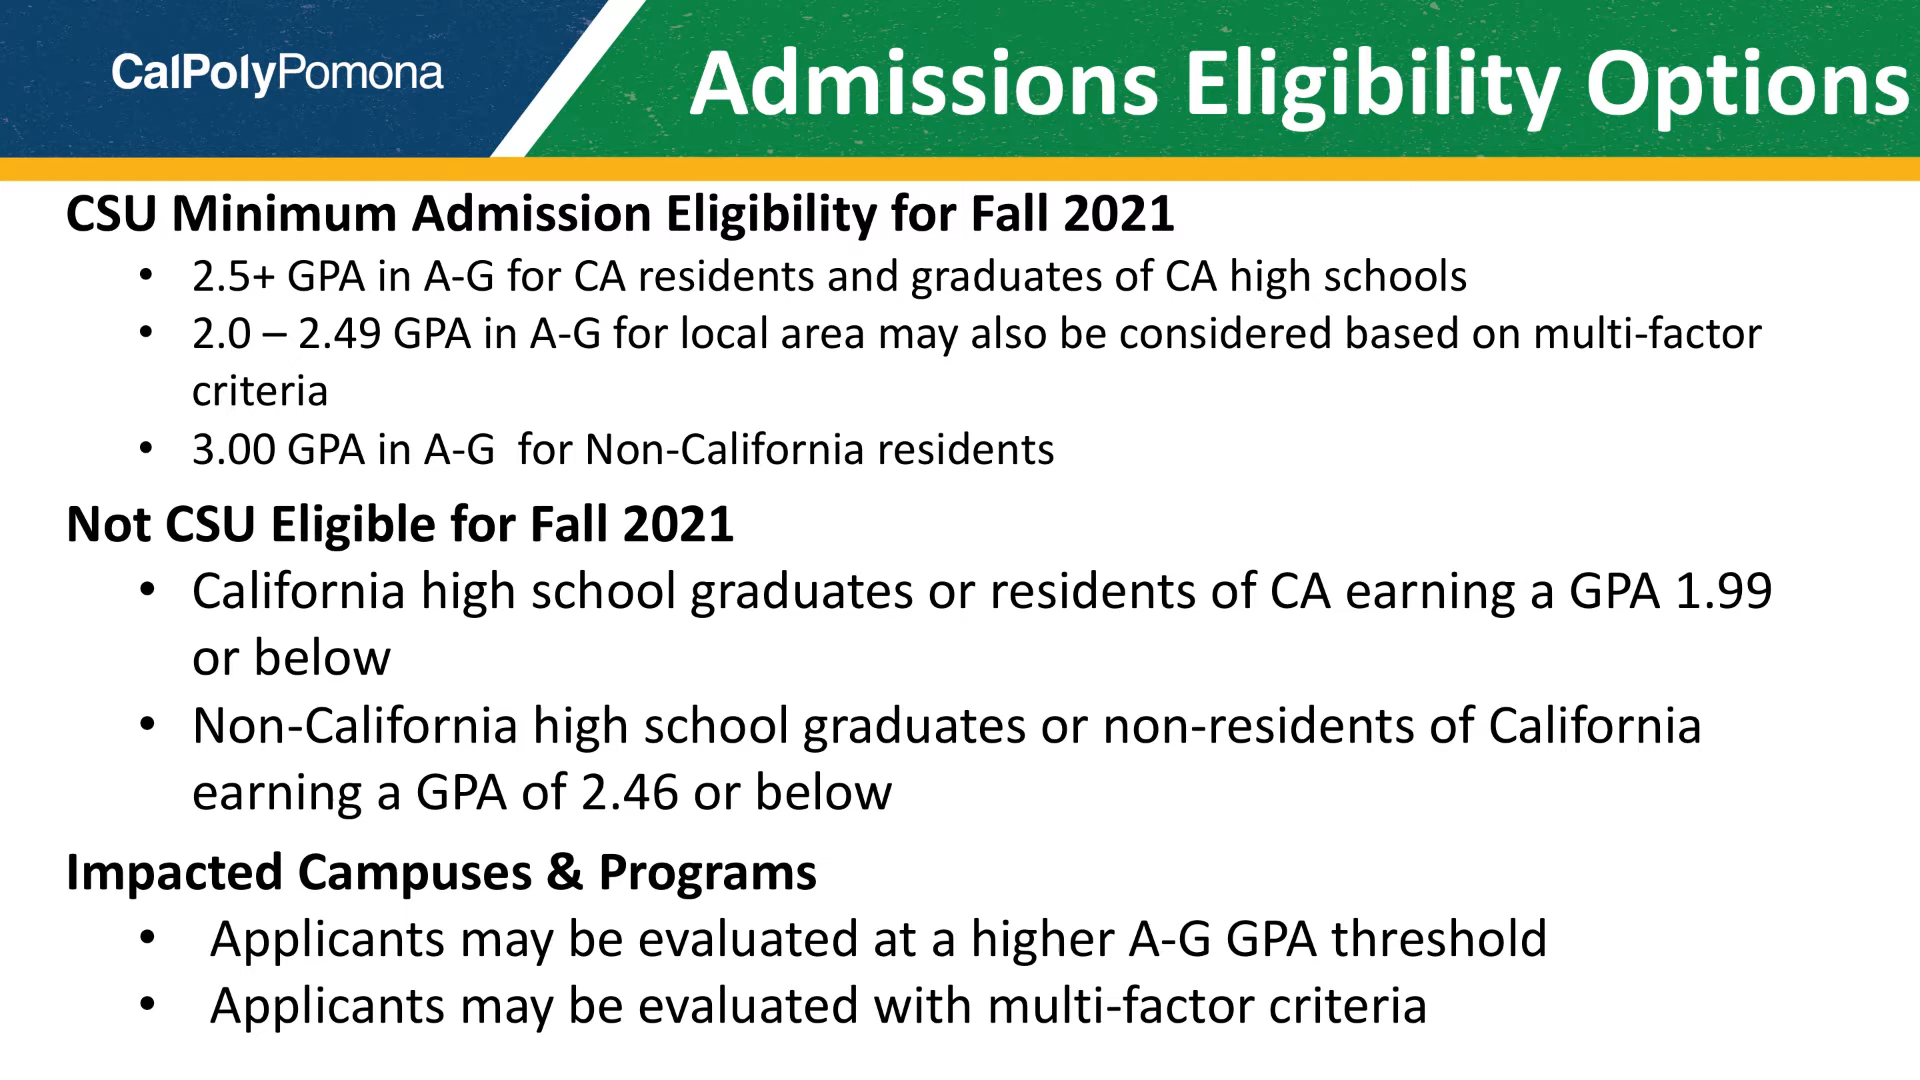 CalPolyPomona
Admissions Eligibility Options
CSU Minimum Admission Eligibility for Fall 2021
• 2.5+ GPA in A-G for CA residents and graduates of CA high schools
• 2.0 – 2.49 GPA in A-G for local area may also be considered based on multi-factor
criteria
• 3.00 GPA in A-G for Non-California residents
Not CSU Eligible for Fall 2021
• California high school graduates or residents of CA earning a GPA 1.99
or below
• Non-California high school graduates or non-residents of California
earning a GPA of 2.46 or below
Impacted Campuses & Programs
• Applicants may be evaluated at a higher A-G GPA threshold
• Applicants may be evaluated with multi-factor criteria